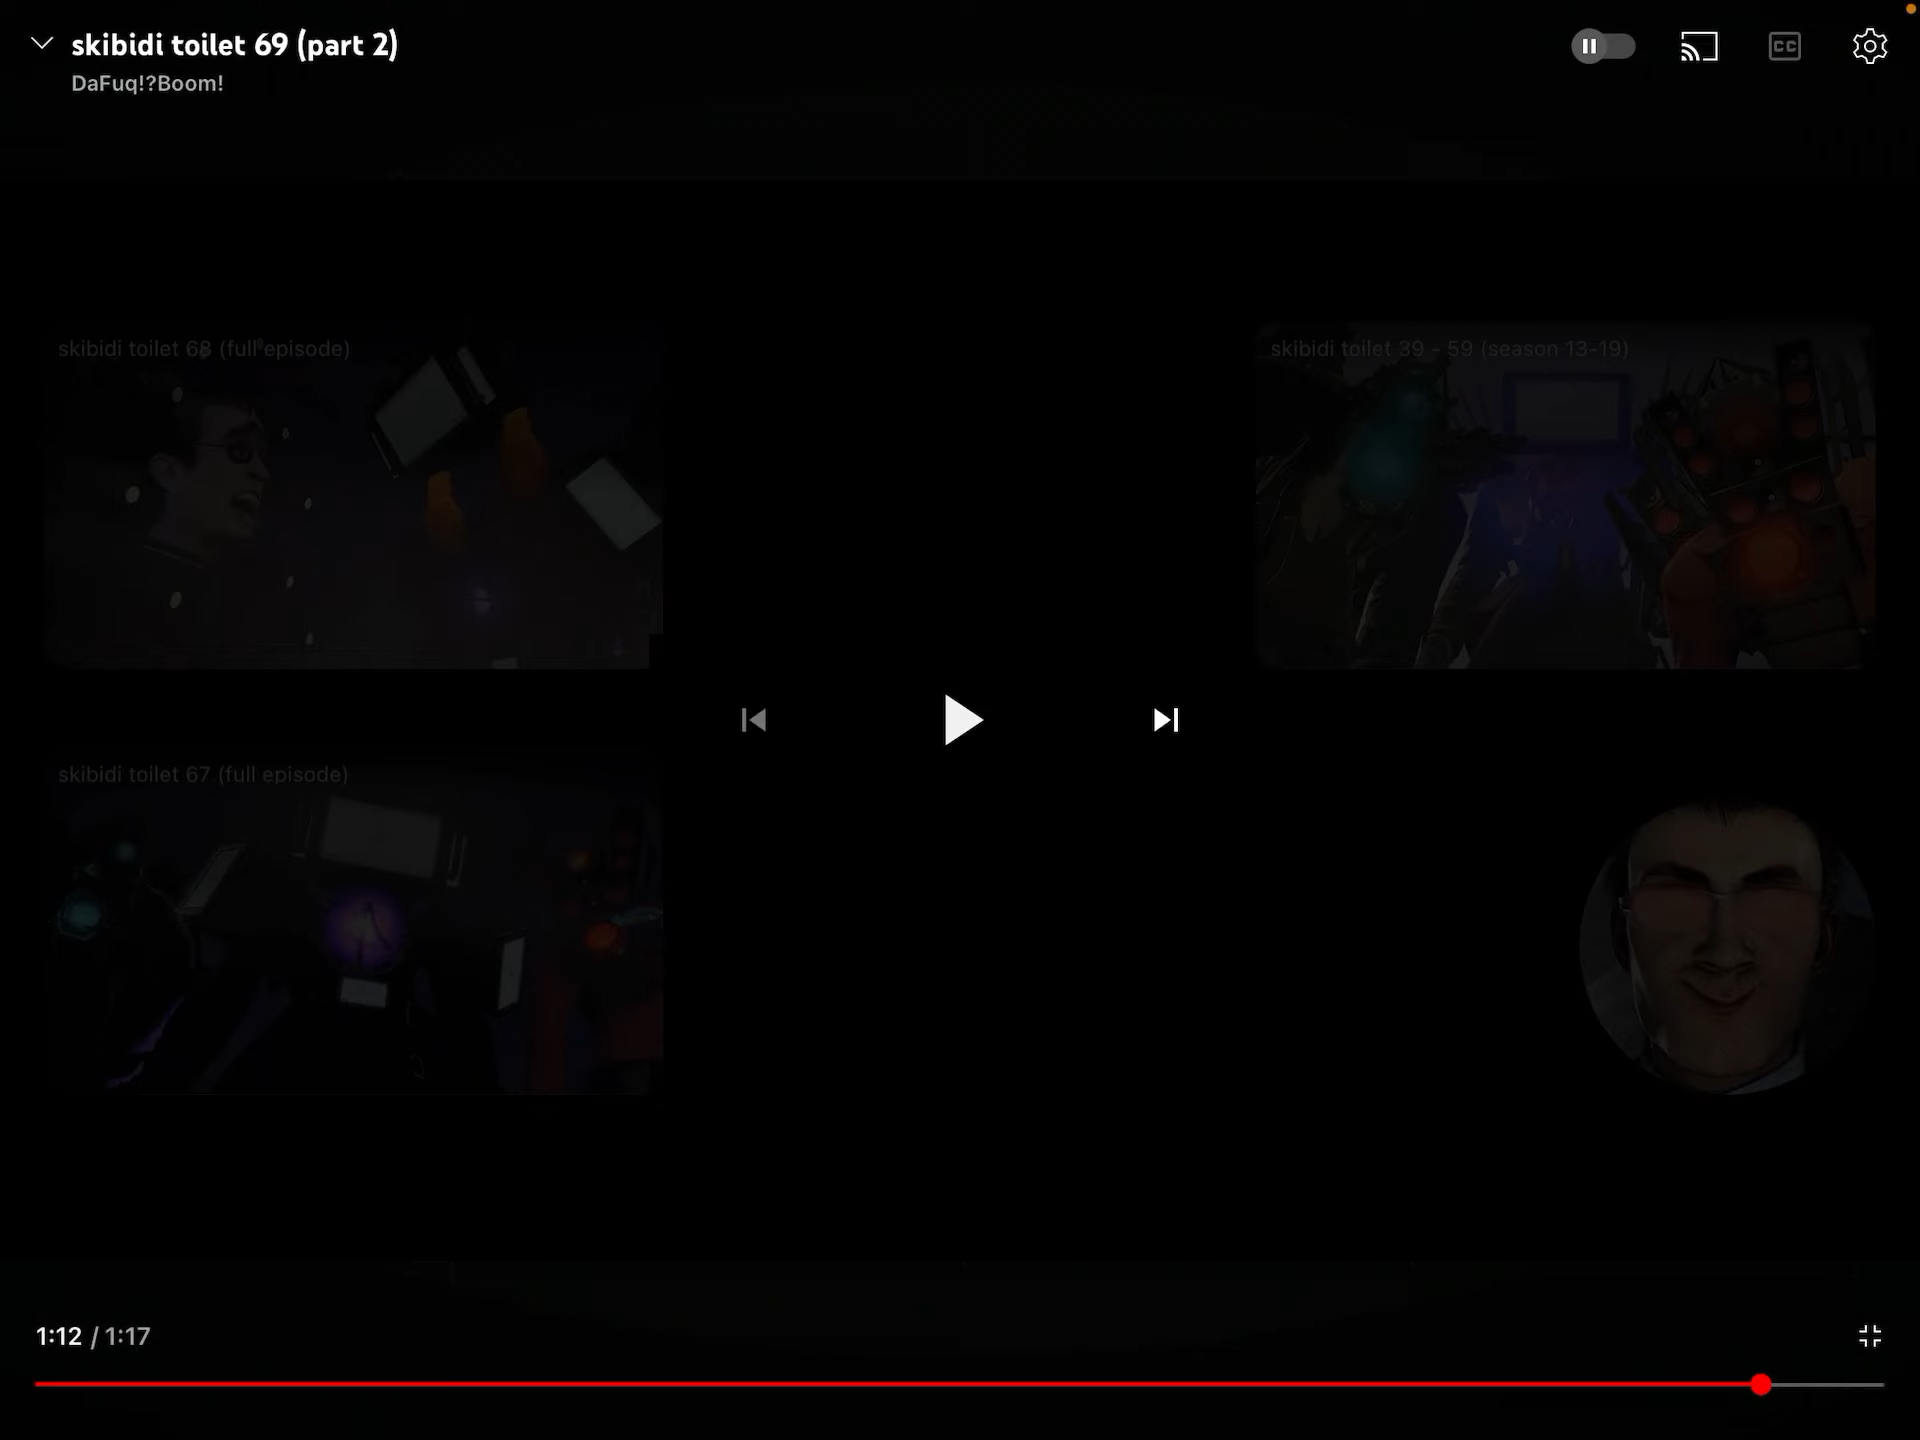 skibidi toilet 69 (part 2)
DaFuq!?Boom!
CC
skibidi toilet 68 (full episode)
skibidi toilet 39 - 59 (season 13-19)
skibidi toilet 67 (full episode)
1:12 / 1:17